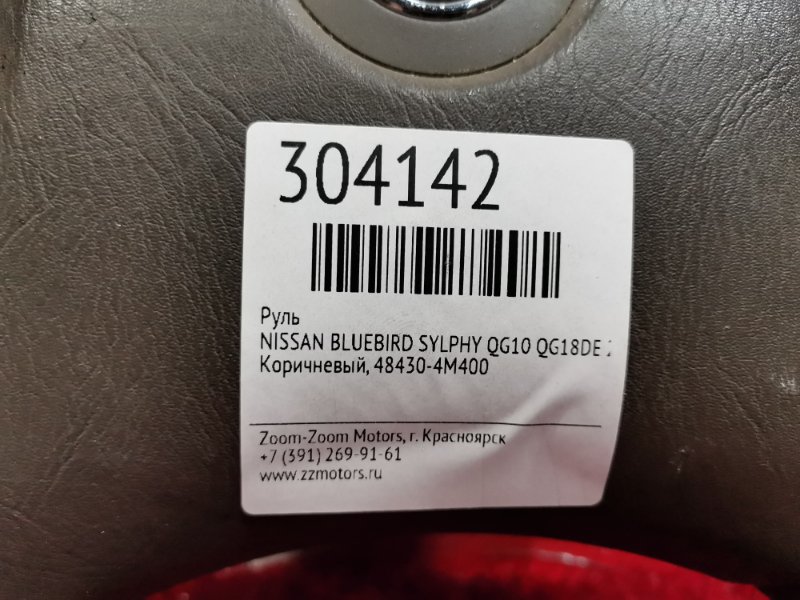 304142
Руль
NISSAN BLUEBIRD SYLPHY QG10 QG18DE
Коричневый, 48430-4M400
Zoom-Zoom Motors, г. Красноярск
+7 (391) 269-91-61
www.zzmotors.ru